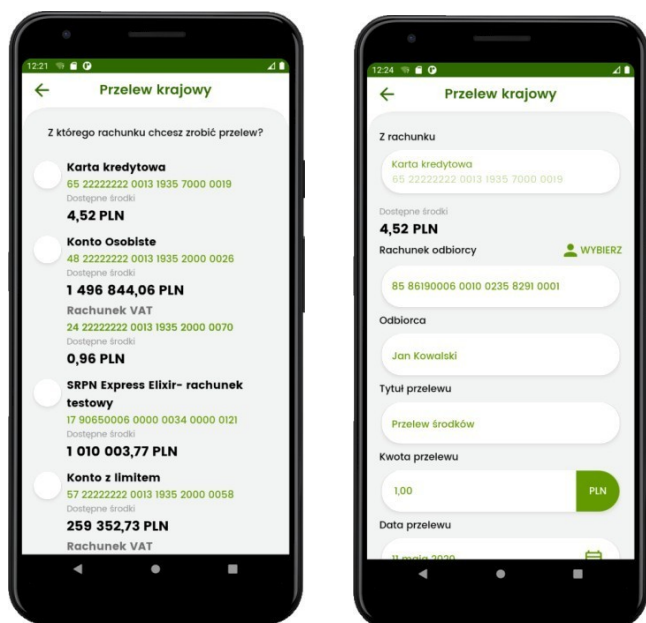 12:21
Przelew krajowy
Z którego rachunku chcesz zrobić przelew?
Karta kredytowa
65 22222222 0013 1935 7000 0019
Dostępne środki
4,52 PLN
Konto Osobiste
48 22222222 0013 1935 2000 0026
Dostępne środki
1 496 844,06 PLN
Rachunek VAT
24 22222222 0013 1935 2000 0070
Dostępne środki
0,96 PLN
SRPN Express Elixir- rachunek
testowy
17 90650006 0000 0034 0000 0121
Dostępne środki
1 010 003,77 PLN
Konto z limitem
57 22222222 0013 1935 2000 0058
Dostępne środki
259 352,73 PLN
Rachunek VAT
12:24
Przelew krajowy
Z rachunku
Karta kredytowa
65 22222222 0013 1935 7000 0019
Dostępne środki
4,52 PLN
Rachunek odbiorcy WYBIERZ
85 86190006 0010 0235 8291 0001
Odbiorca
Jan Kowalski
Tytuł przelewu
Przelew środków
Kwota przelewu
1,00 PLN
Data przelewu
11 maja 2020